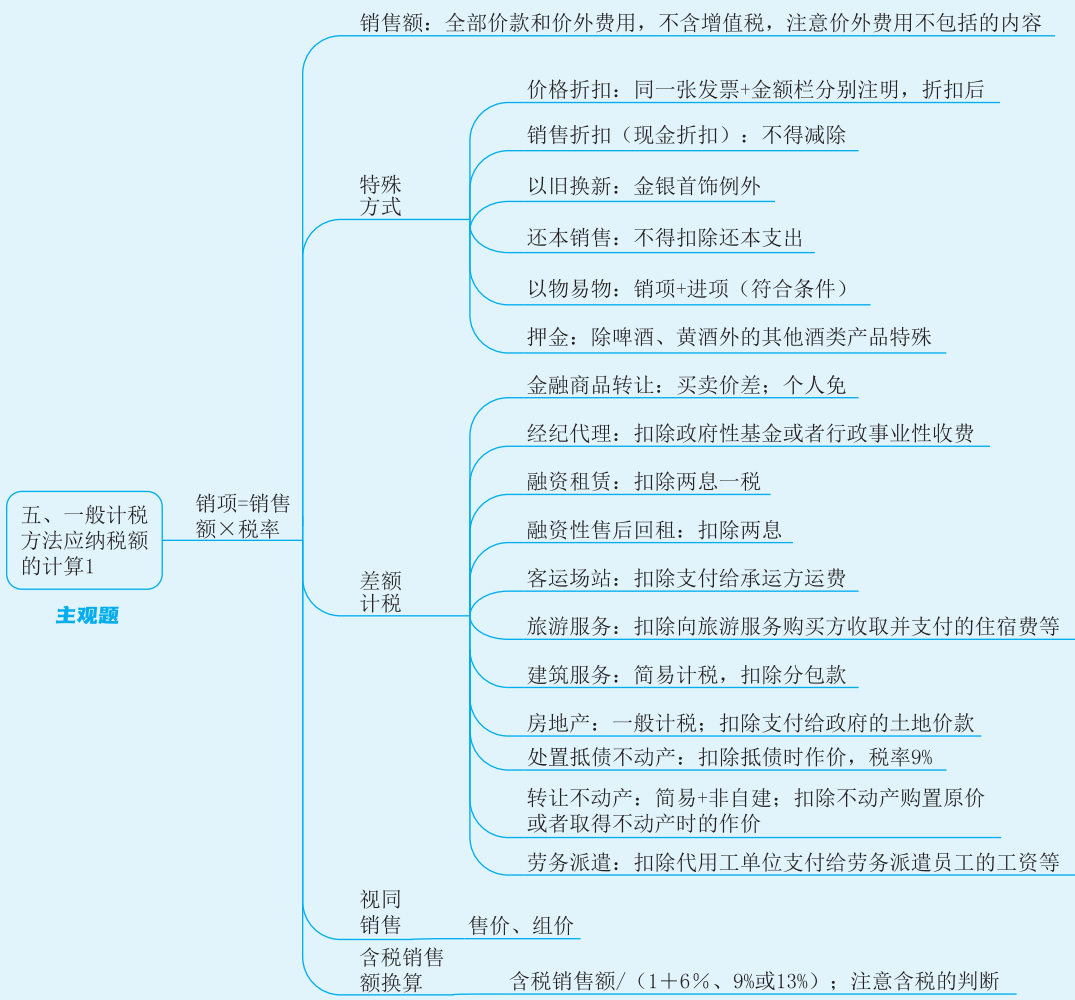 销售额：全部价款和价外费用，不含增值税，注意价外费用不包括的内容
价格折扣：同一张发票+金额栏分别注明，折扣后
销售折扣（现金折扣）：不得减除
特殊
方式
以旧换新：金银首饰例外
还本销售：不得扣除还本支出
以物易物：销项+进项（符合条件）
押金：除啤酒、黄酒外的其他酒类产品特殊
金融商品转让：买卖价差；个人免
经纪代理：扣除政府性基金或者行政事业性收费
融资租赁：扣除两息一税
五、一般计税
方法应纳税额
的计算1
主观题
销项=销售
额×税率
融资性售后回租：扣除两息
差额
计税
客运场站：扣除支付给承运方运费
旅游服务：扣除向旅游服务购买方收取并支付的住宿费等
建筑服务：简易计税，扣除分包款
房地产：一般计税；扣除支付给政府的土地价款
处置抵债不动产：扣除抵债时作价，税率9%
转让不动产：简易+非自建；扣除不动产购置原价
或者取得不动产时的作价
劳务派遣：扣除代用工单位支付给劳务派遣员工的工资等
视同
销售
售价、组价
含税销售
额换算
含税销售额/（1＋6%、9%或13%）；注意含税的判断